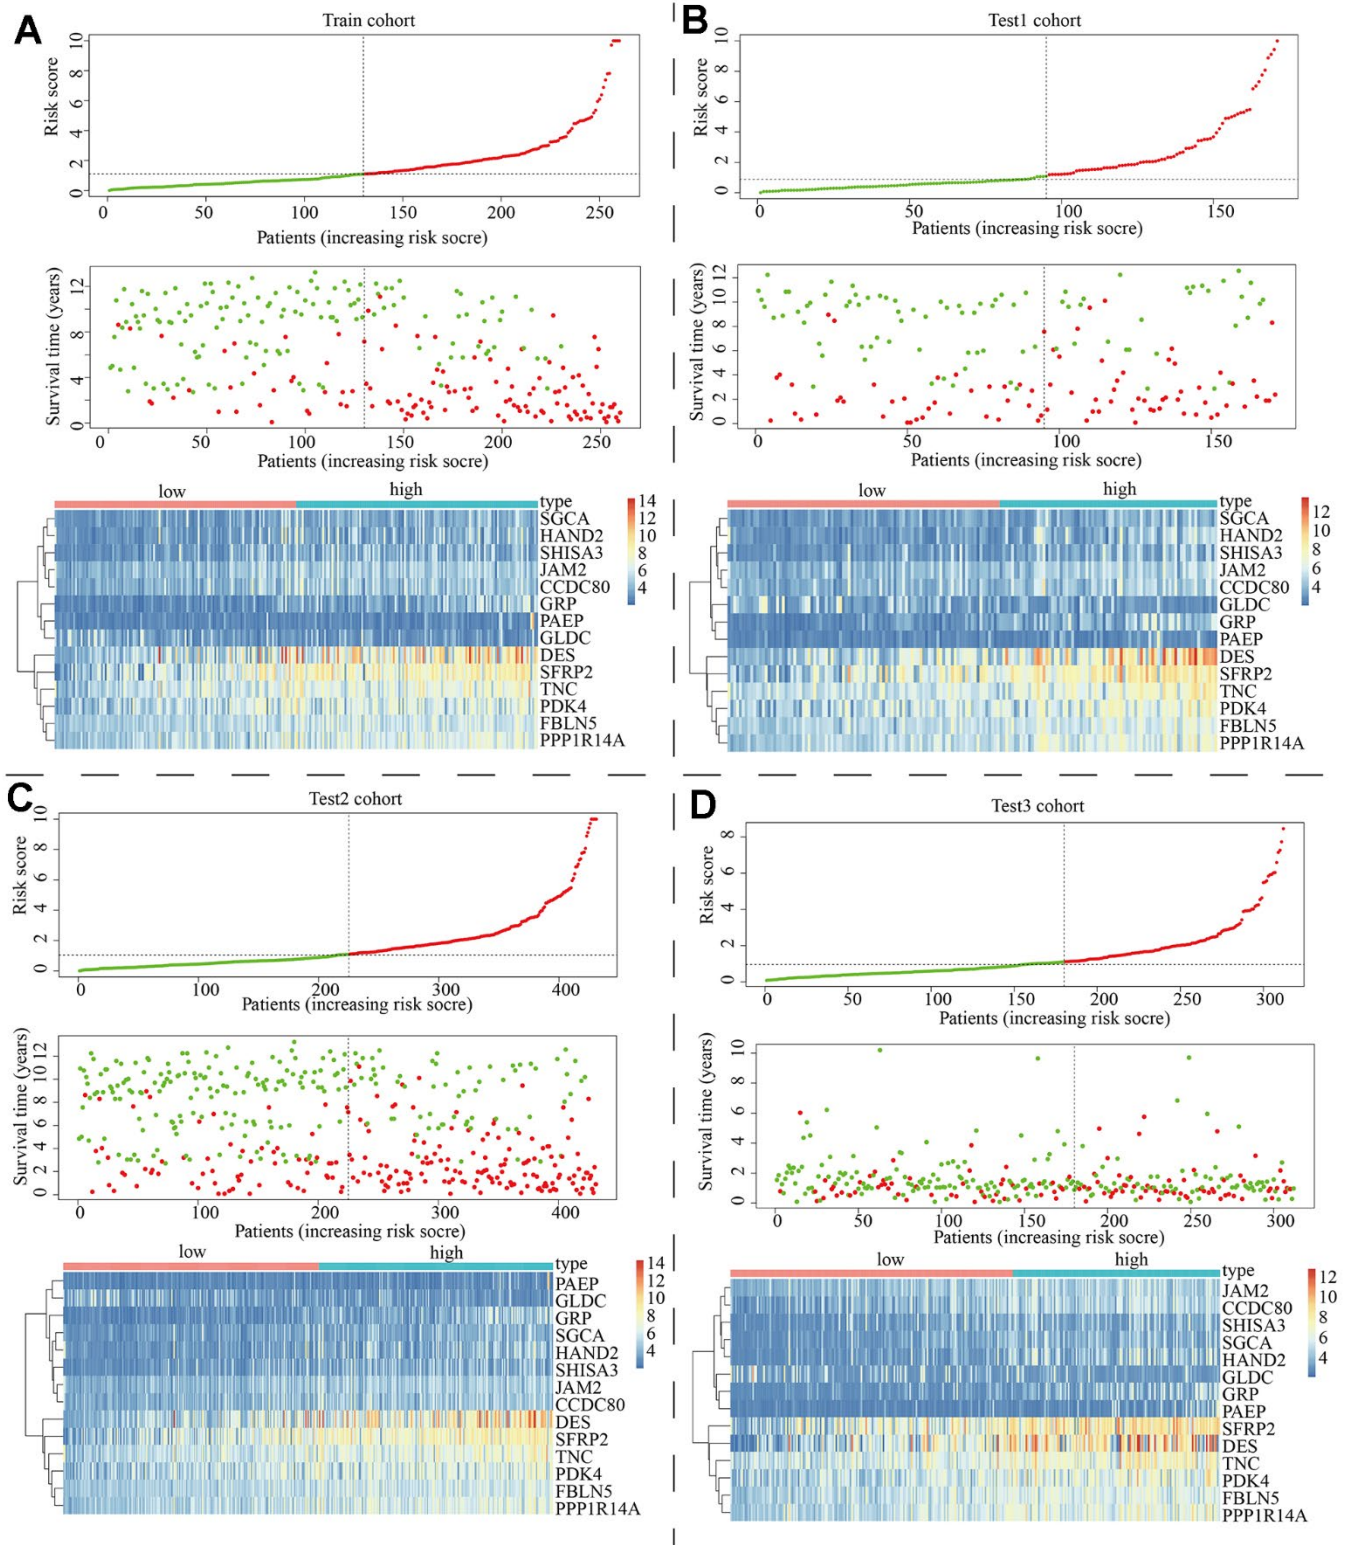 A
Train cohort
Risk score
0 2 4 6 8 10
0 50 100 150 200 250
Patients (increasing risk socre)
Survival time (years)
0 4 8 12
0 50 100 150 200 250
Patients (increasing risk socre)
low high type
SGCA
HAND2
SHISA3
JAM2
CCDC80
GRP
PAEP
GLDC
DES
SFRP2
TNC
PDK4
FBLN5
PPP1R14A
14
12
10
8
6
4
B
Test1 cohort
Risk score
0 2 4 6 8 10
0 50 100 150
Patients (increasing risk socre)
Survival time (years)
0 2 4 6 8 10 12
0 50 100 150
Patients (increasing risk socre)
low high type
SGCA
HAND2
SHISA3
JAM2
CCDC80
GLDC
GRP
PAEP
DES
SFRP2
TNC
PDK4
FBLN5
PPP1R14A
12
10
8
6
4
C
Test2 cohort
Risk score
0 2 4 6 8 10
0 100 200 300 400
Patients (increasing risk socre)
Survival time (years)
0 2 4 6 8 10 12
0 100 200 300 400
Patients (increasing risk socre)
low high type
PAEP
GLDC
GRP
SGCA
HAND2
SHISA3
JAM2
CCDC80
DES
SFRP2
TNC
PDK4
FBLN5
PPP1R14A
14
12
10
8
6
4
D
Test3 cohort
Risk score
0 2 4 6 8
0 50 100 150 200 250 300
Patients (increasing risk socre)
Survival time (years)
0 2 4 6 8 10
0 50 100 150 200 250 300
Patients (increasing risk socre)
low high type
JAM2
CCDC80
SHISA3
SGCA
HAND2
GLDC
GRP
PAEP
SFRP2
DES
TNC
PDK4
FBLN5
PPP1R14A
12
10
8
6
4